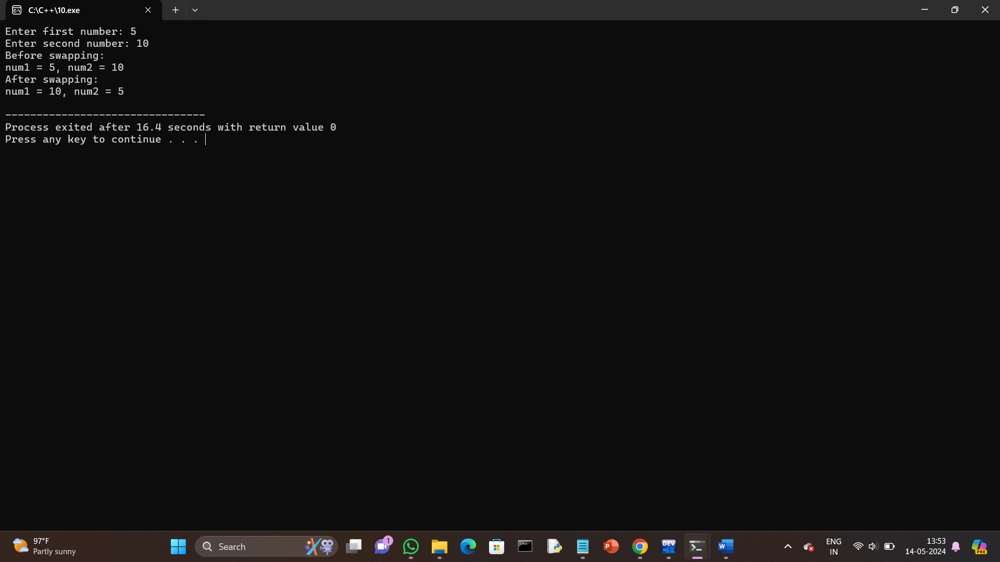 C:\C++\10.exe
Enter first number: 5
Enter second number: 10
Before swapping:
num1 = 5, num2 = 10
After swapping:
num1 = 10, num2 = 5
--------------------------------
Process exited after 16.4 seconds with return value 0
Press any key to continue . . .
97°F
Partly sunny
Search
1
P
DEV
C++
W
ENG
IN
13:53
14-05-2024
PRE